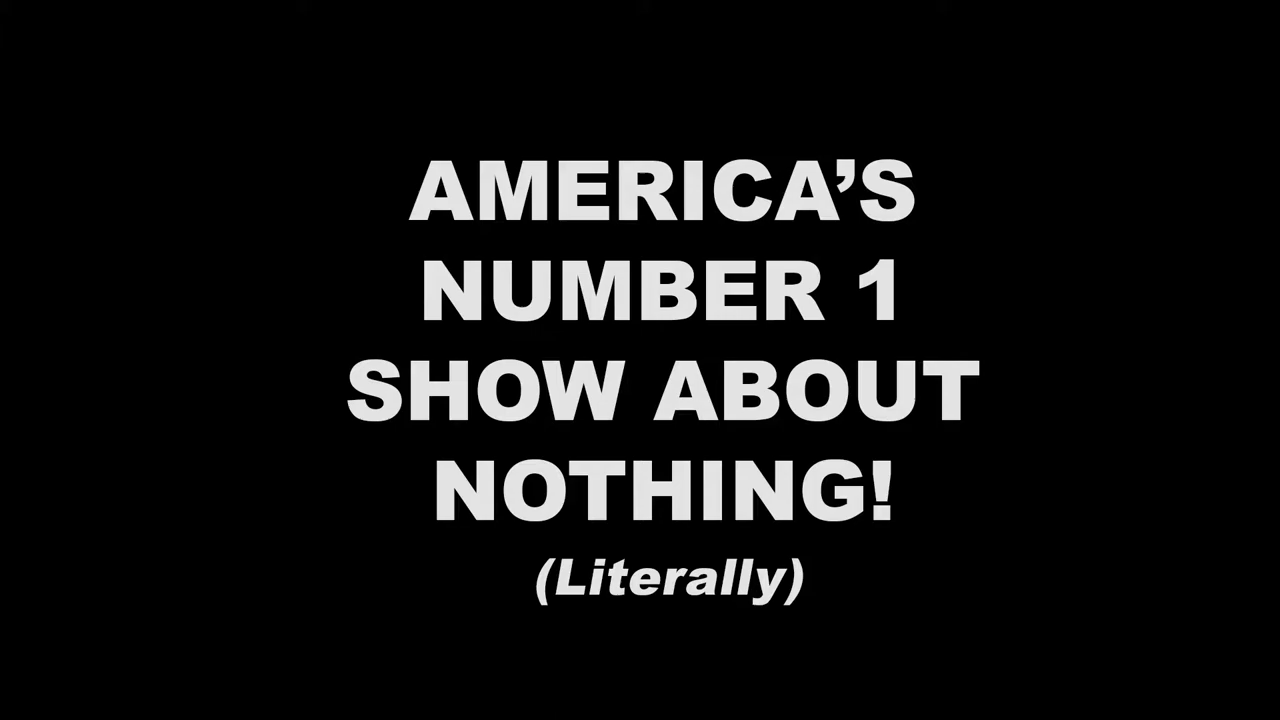 AMERICA’S
NUMBER 1
SHOW ABOUT
NOTHING!
(Literally)